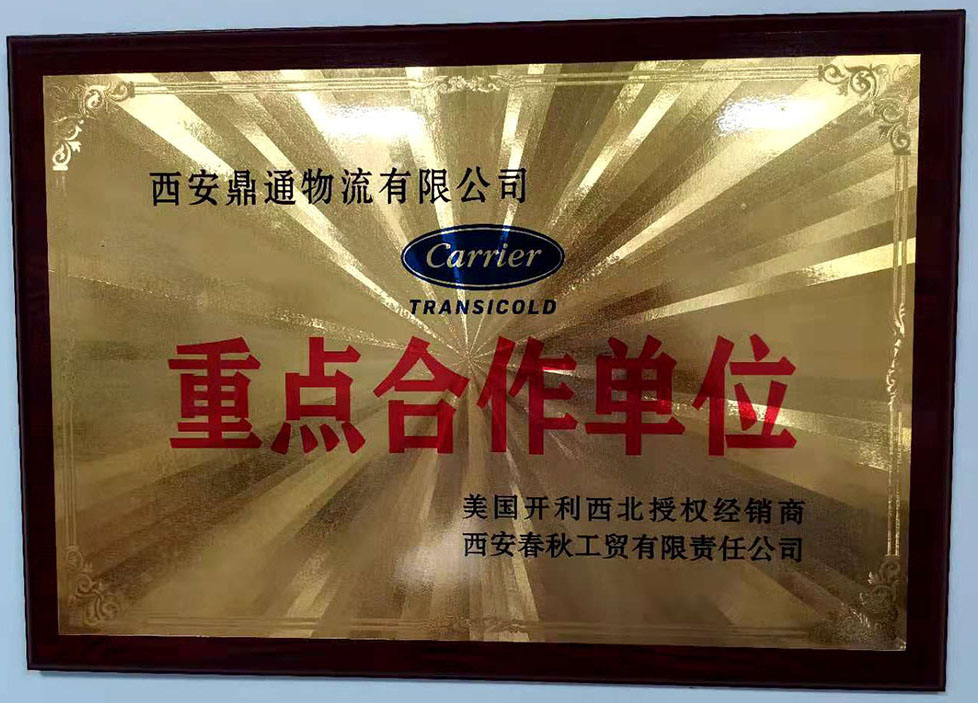 西安鼎通物流有限公司
Carrier
TRANSICOLD
重点合作单位
美国开利西北授权经销商
西安春秋工贸有限责任公司